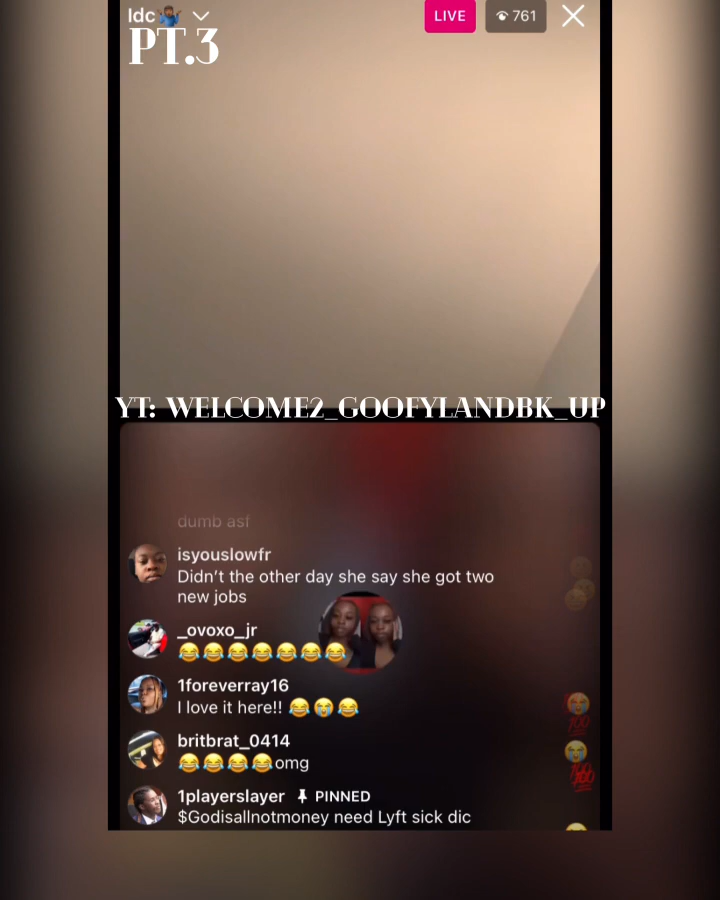 Idc🤷🏾‍♂️
LIVE
761
PT.3
YT: WELCOME2_GOOFYLANDBK_UP
dumb asf
isyouslowfr
Didn't the other day she say she got two
new jobs
_ovoxo_jr
😂😂😂😂😂😂😂
1foreverray16
I love it here!! 😂😭😂
britbrat_0414
😂😂😂😂omg
1playerslayer 📌 PINNED
$Godisallnotmoney need Lyft sick dic